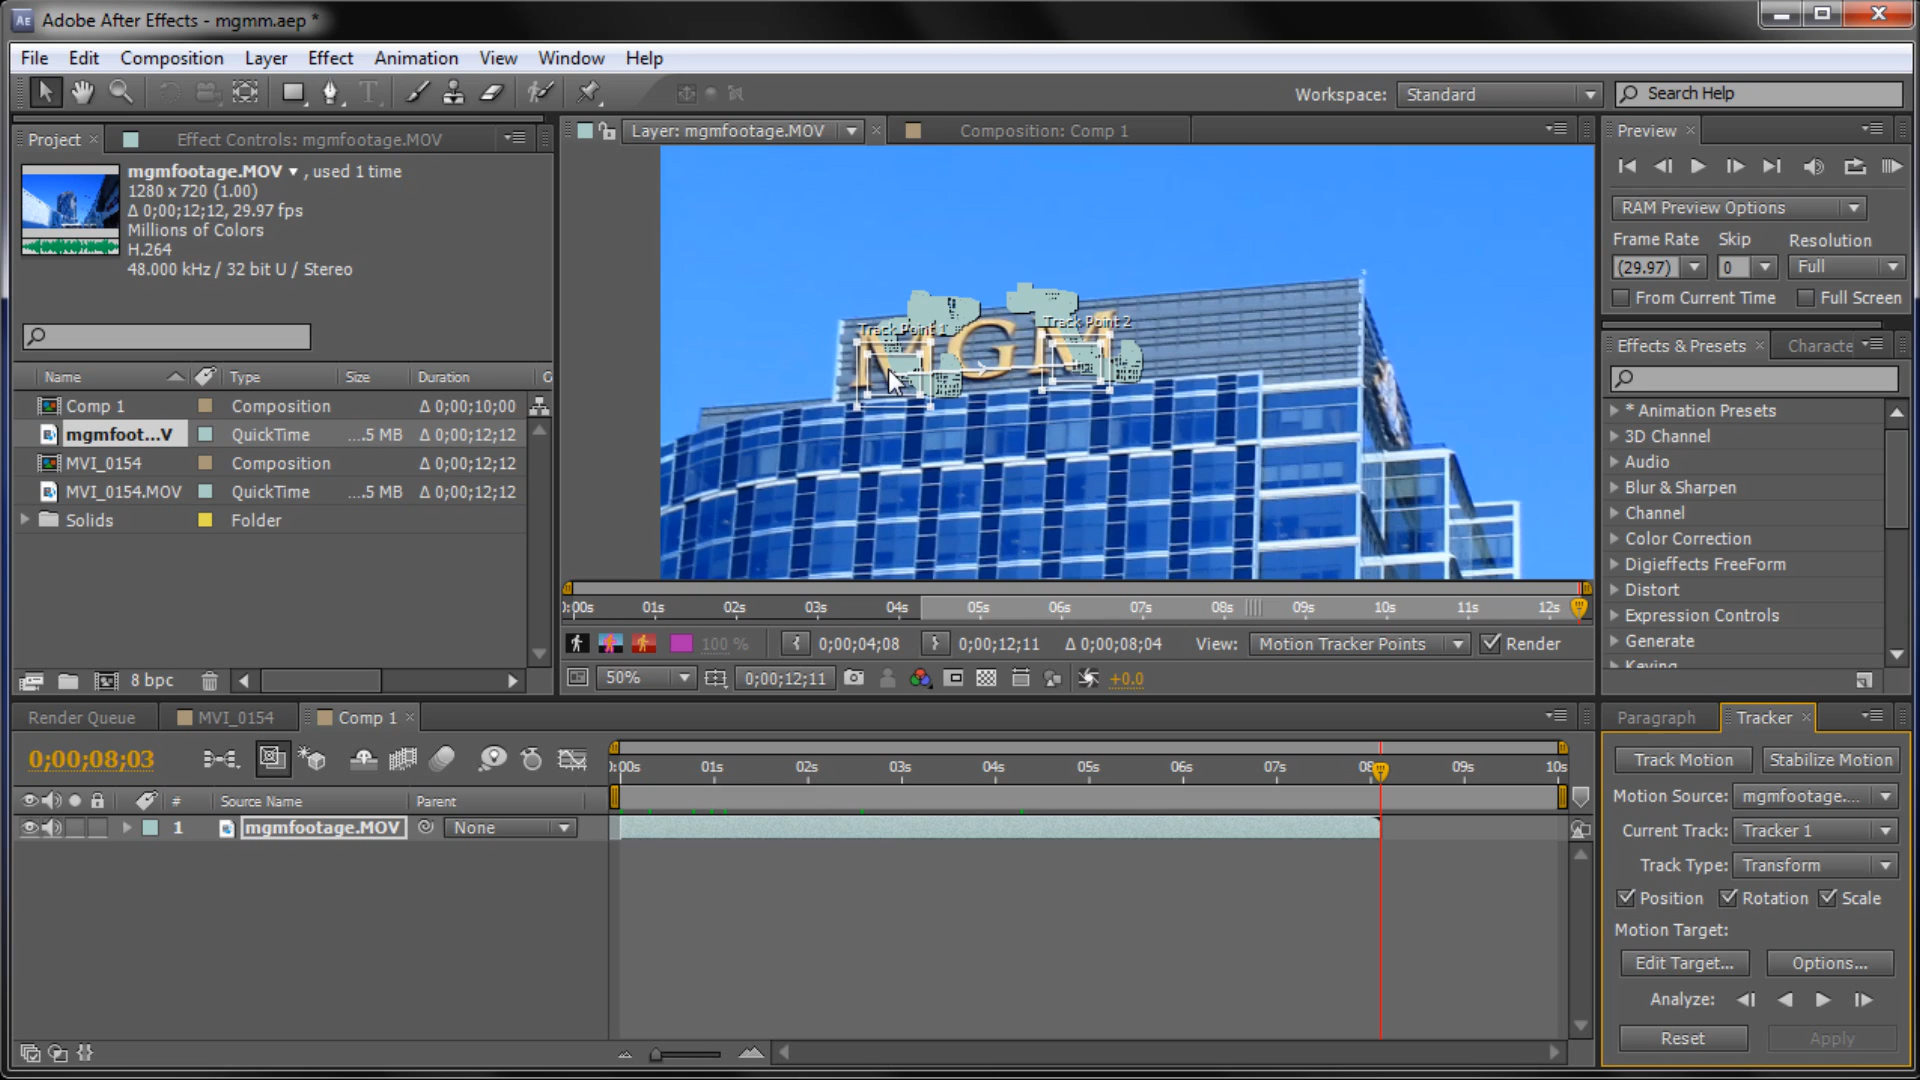 Adobe After Effects - mgmm.aep *
File Edit Composition Layer Effect Animation View Window Help
Workspace: Standard Search Help
Project Effect Controls: mgmfootage.MOV
mgmfootage.MOV , used 1 time
1280 x 720 (1.00)
Δ 0;00;12;12, 29.97 fps
Millions of Colors
H.264
48.000 kHz / 32 bit U / Stereo
Name Type Size Duration
Comp 1 Composition Δ 0;00;10;00
mgmfoot...V QuickTime ....5 MB Δ 0;00;12;12
MVI_0154 Composition Δ 0;00;12;12
MVI_0154.MOV QuickTime ....5 MB Δ 0;00;12;12
Solids Folder
8 bpc
Layer: mgmfootage.MOV Composition: Comp 1
Track Point 1 Track Point 2
MGM
):00s 01s 02s 03s 04s 05s 06s 07s 08s 09s 10s 11s 12s
100 % 0;00;04;08 0;00;12;11 Δ 0;00;08;04 View: Motion Tracker Points Render
50% 0;00;12;11 +0.0
Preview
RAM Preview Options
Frame Rate Skip Resolution
(29.97) 0 Full
From Current Time Full Screen
Effects & Presets Characte
* Animation Presets
3D Channel
Audio
Blur & Sharpen
Channel
Color Correction
Digieffects FreeForm
Distort
Expression Controls
Generate
Keying
Render Queue MVI_0154 Comp 1
0;00;08;03
):00s 01s 02s 03s 04s 05s 06s 07s 08 09s 10s
# Source Name Parent
1 mgmfootage.MOV None
Paragraph Tracker
Track Motion Stabilize Motion
Motion Source: mgmfootage....
Current Track: Tracker 1
Track Type: Transform
Position Rotation Scale
Motion Target:
Edit Target... Options...
Analyze:
Reset Apply